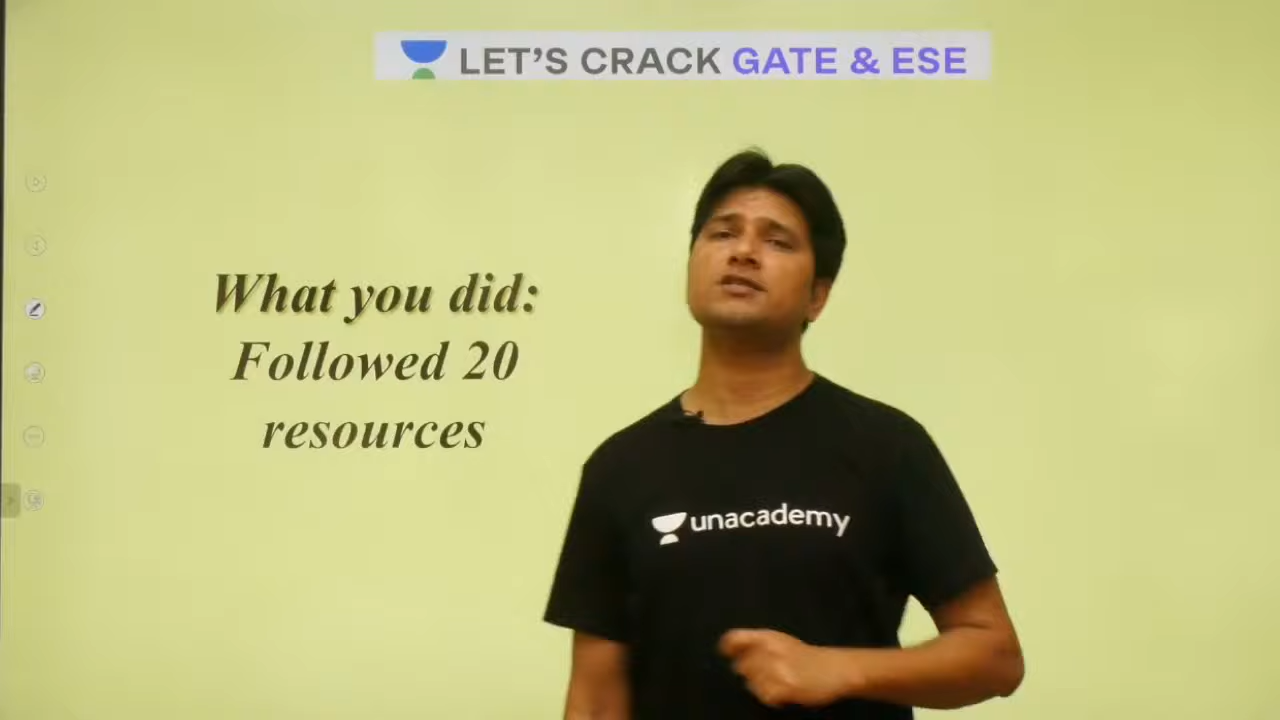 LET'S CRACK GATE & ESE
What you did:
Followed 20
resources
unacademy